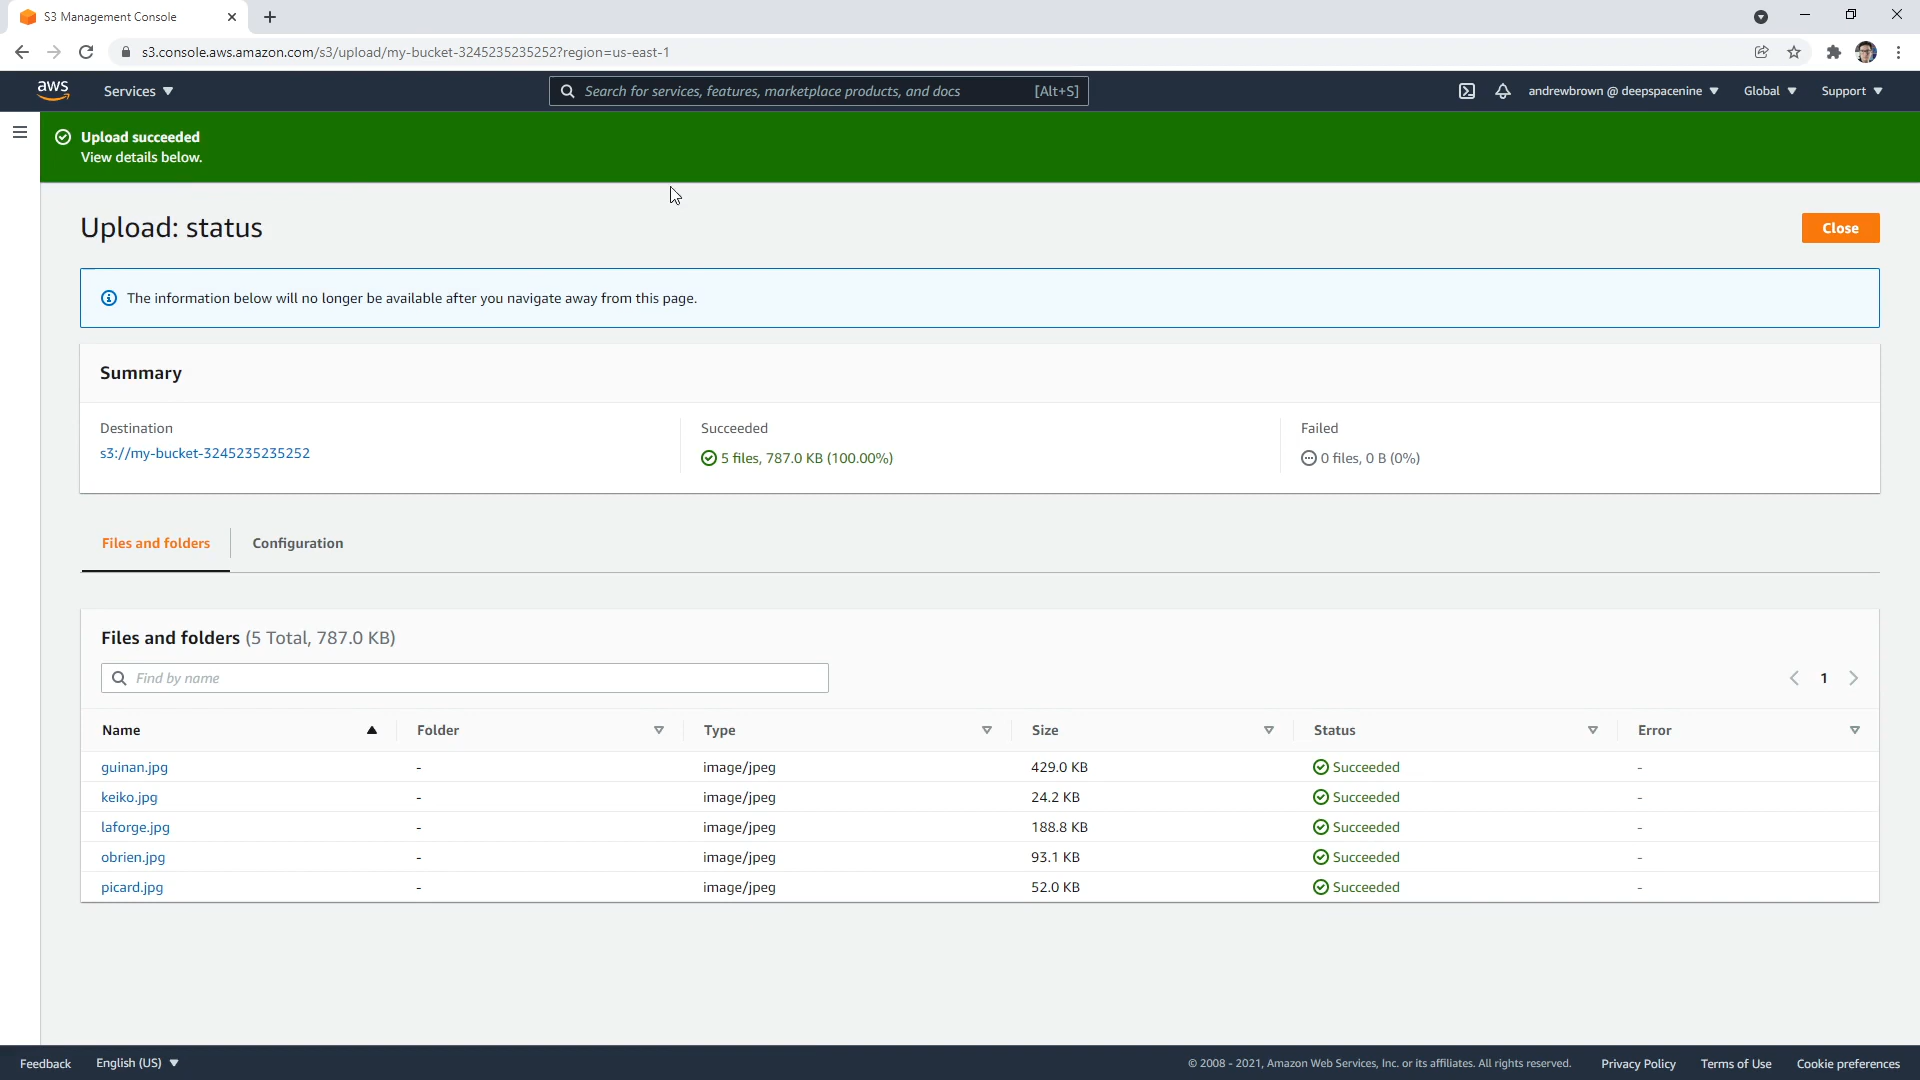 S3 Management Console
s3.console.aws.amazon.com/s3/upload/my-bucket-3245235235252?region=us-east-1
aws
Services
Search for services, features, marketplace products, and docs [Alt+S]
andrewbrown @ deepspacenine
Global
Support
Upload succeeded
View details below.
Upload: status
Close
The information below will no longer be available after you navigate away from this page.
Summary
Destination Succeeded Failed
s3://my-bucket-3245235235252 5 files, 787.0 KB (100.00%) 0 files, 0 B (0%)
Files and folders Configuration
Files and folders (5 Total, 787.0 KB)
Find by name
1
Name Folder Type Size Status Error
guinan.jpg - image/jpeg 429.0 KB Succeeded -
keiko.jpg - image/jpeg 24.2 KB Succeeded -
laforge.jpg - image/jpeg 188.8 KB Succeeded -
obrien.jpg - image/jpeg 93.1 KB Succeeded -
picard.jpg - image/jpeg 52.0 KB Succeeded -
Feedback English (US) © 2008 - 2021, Amazon Web Services, Inc. or its affiliates. All rights reserved. Privacy Policy Terms of Use Cookie preferences